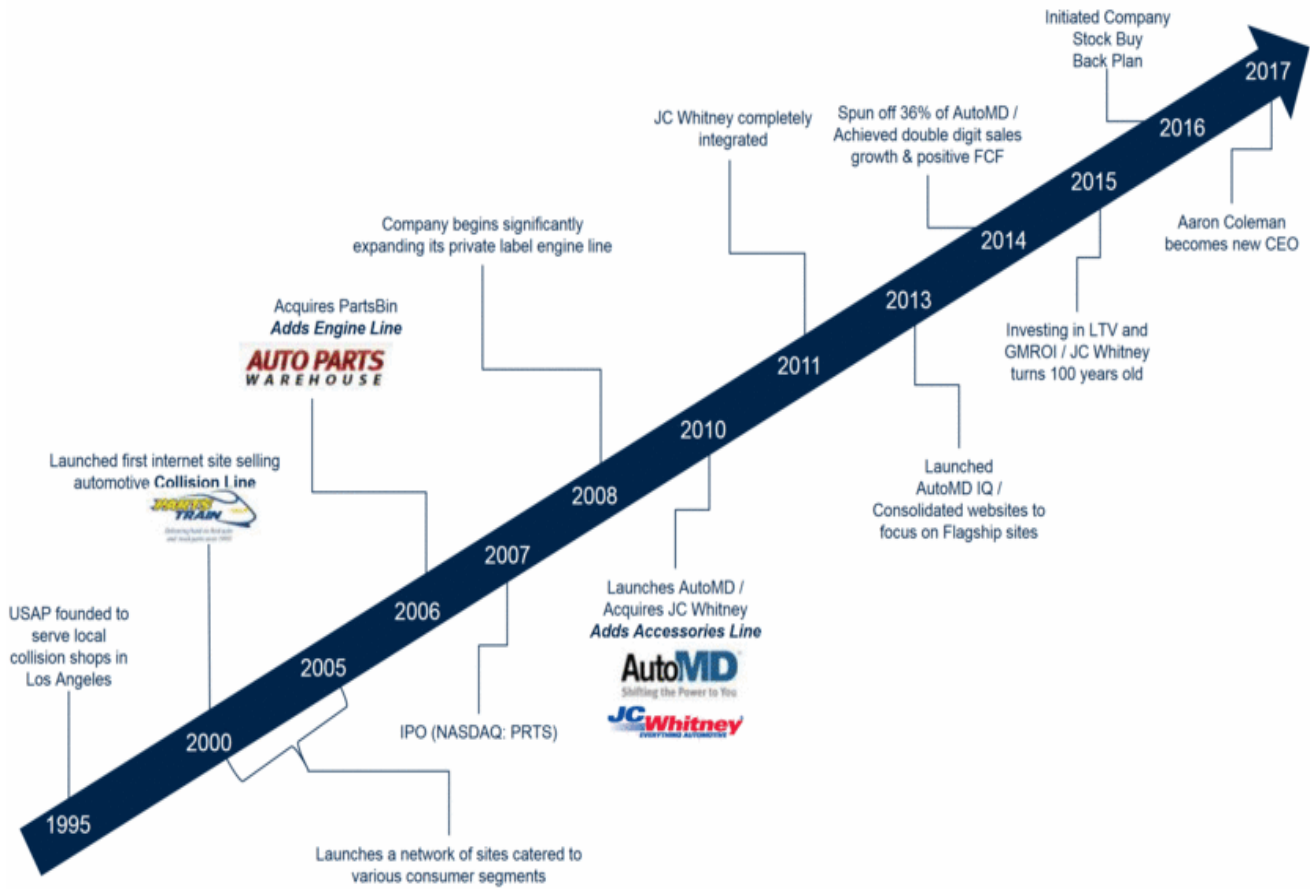 Initiated Company
Stock Buy
Back Plan
2017
JC Whitney completely
integrated
Spun off 36% of AutoMD /
Achieved double digit sales
growth & positive FCF
2016
2015
Aaron Coleman
becomes new CEO
Company begins significantly
expanding its private label engine line
2014
2013
Acquires PartsBin
Adds Engine Line
AUTO PARTS
WAREHOUSE
Investing in LTV and
GMROI / JC Whitney
turns 100 years old
2011
2010
Launched first internet site selling
automotive Collision Line
PARTS
TRAIN
Launched
AutoMD IQ /
Consolidated websites to
focus on Flagship sites
2008
2007
Launches AutoMD /
Acquires JC Whitney
Adds Accessories Line
AutoMD
Shifting the Power to You
JC Whitney
EVERYTHING AUTOMOTIVE
USAP founded to
serve local
collision shops in
Los Angeles
2006
2005
IPO (NASDAQ: PRTS)
2000
1995
Launches a network of sites catered to
various consumer segments